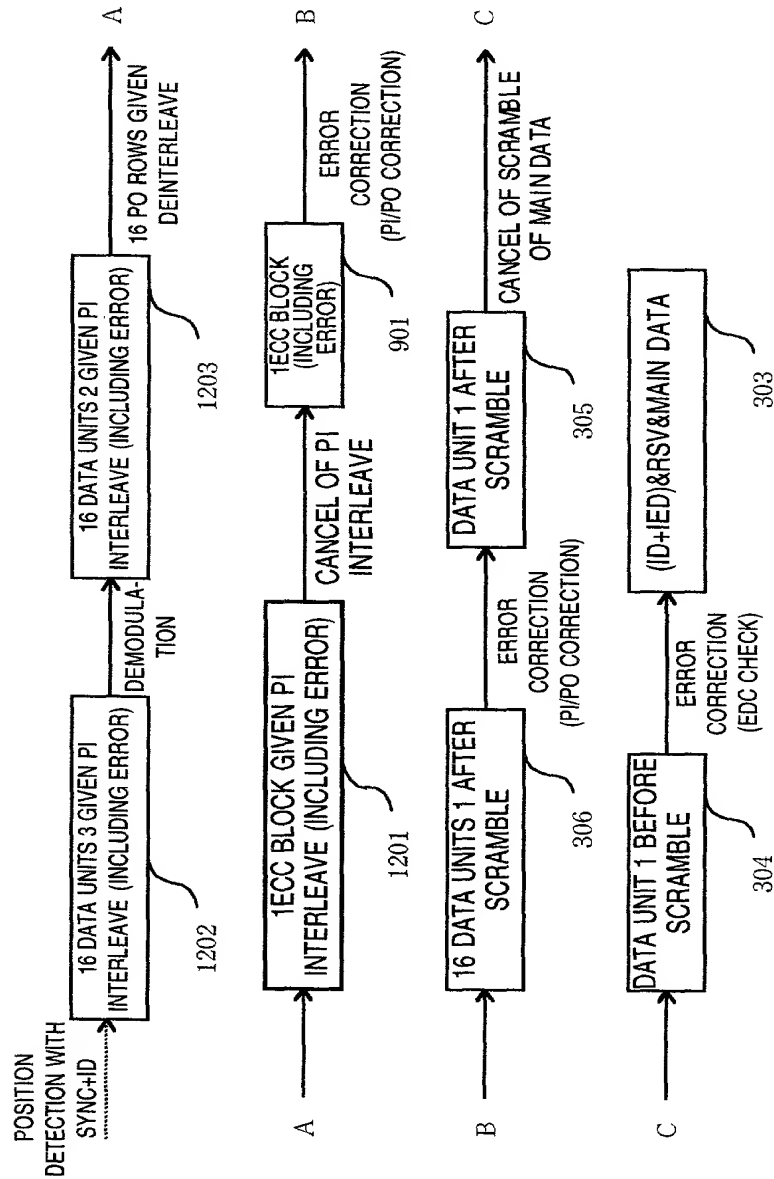 POSITION
DETECTION WITH
SYNC+ID
16 DATA UNITS 3 GIVEN PI
INTERLEAVE (INCLUDING ERROR)
1202
DEMODULA-
TION
16 DATA UNITS 2 GIVEN PI
INTERLEAVE (INCLUDING ERROR)
1203
16 PO ROWS GIVEN
DEINTERLEAVE
A
A
1ECC BLOCK GIVEN PI
INTERLEAVE (INCLUDING ERROR)
1201
CANCEL OF PI
INTERLEAVE
1ECC BLOCK
(INCLUDING
ERROR)
901
ERROR
CORRECTION
(PI/PO CORRECTION)
B
B
16 DATA UNITS 1 AFTER
SCRAMBLE
306
ERROR
CORRECTION
(PI/PO CORRECTION)
DATA UNIT 1 AFTER
SCRAMBLE
305
CANCEL OF SCRAMBLE
OF MAIN DATA
C
C
DATA UNIT 1 BEFORE
SCRAMBLE
304
ERROR
CORRECTION
(EDC CHECK)
(ID+IED)&RSV&MAIN DATA
303